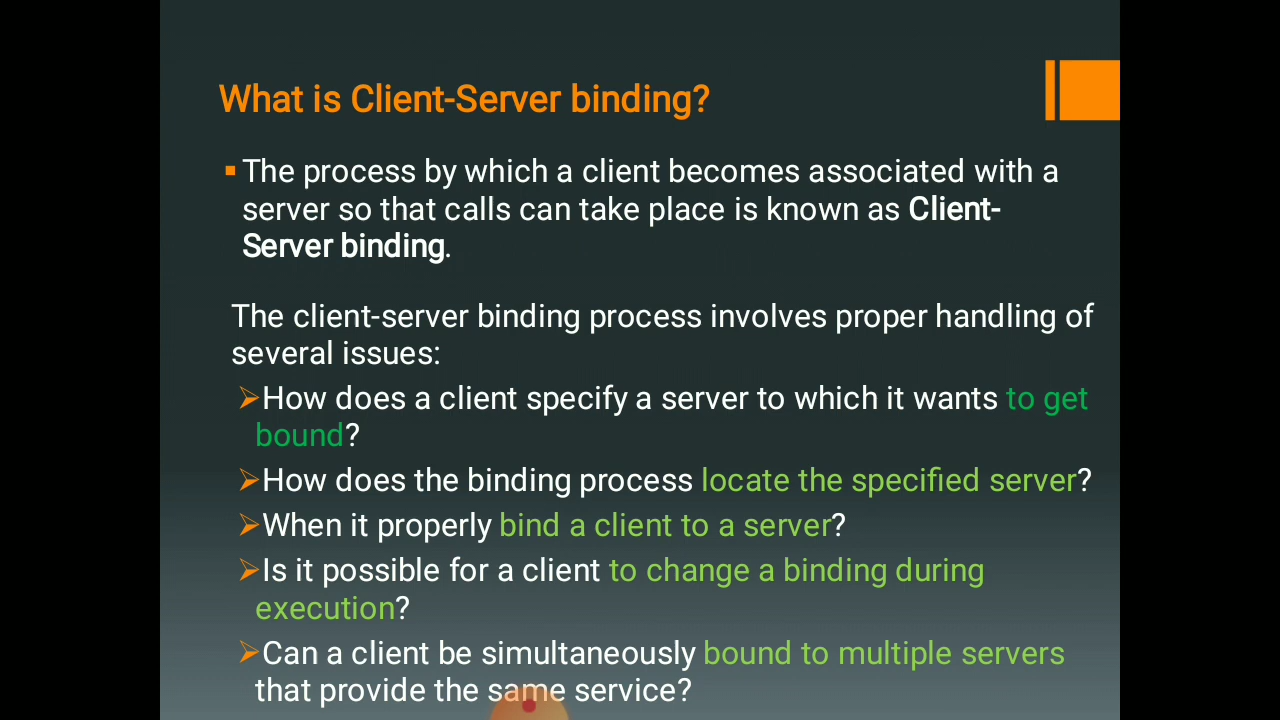 What is Client-Server binding?
The process by which a client becomes associated with a
server so that calls can take place is known as Client-
Server binding.
The client-server binding process involves proper handling of
several issues:
How does a client specify a server to which it wants to get
bound?
How does the binding process locate the specified server?
When it properly bind a client to a server?
Is it possible for a client to change a binding during
execution?
Can a client be simultaneously bound to multiple servers
that provide the same service?